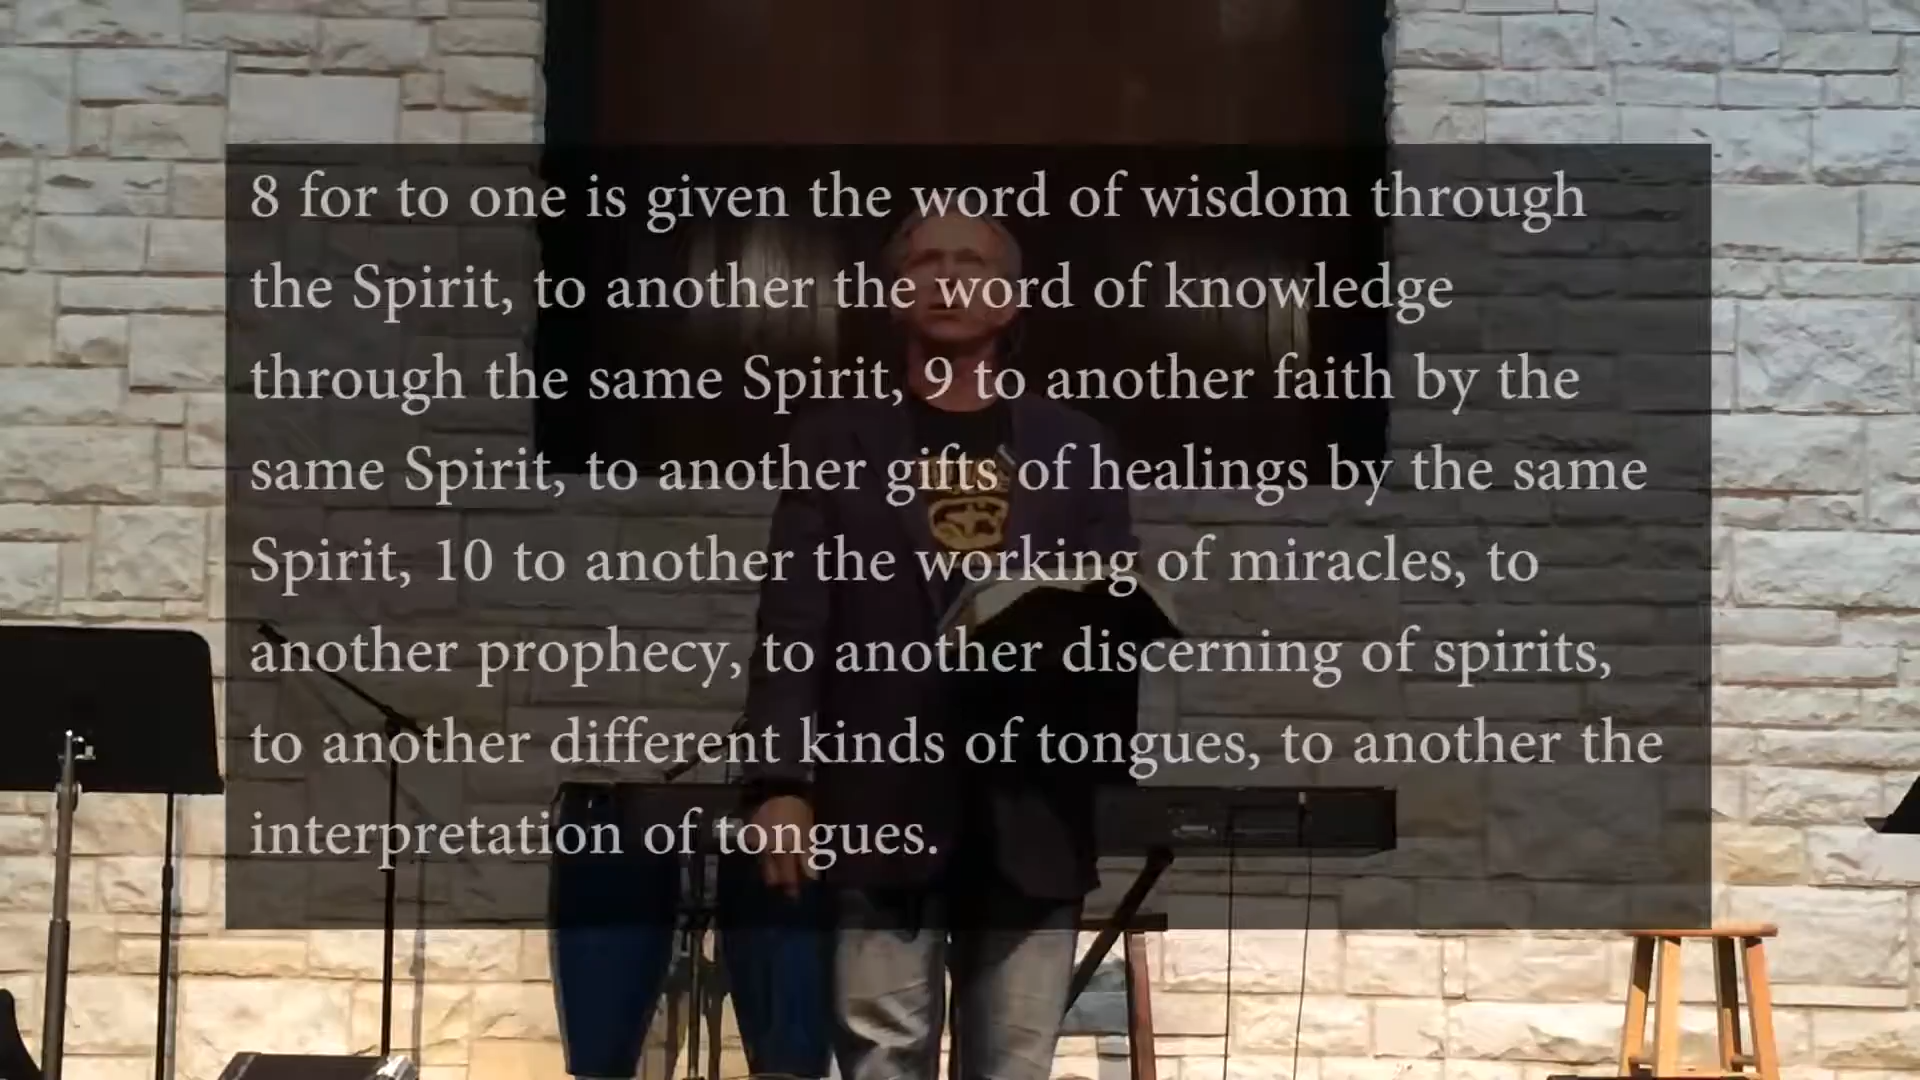 8 for to one is given the word of wisdom through
the Spirit, to another the word of knowledge
through the same Spirit, 9 to another faith by the
same Spirit, to another gifts of healings by the same
Spirit, 10 to another the working of miracles, to
another prophecy, to another discerning of spirits,
to another different kinds of tongues, to another the
interpretation of tongues.